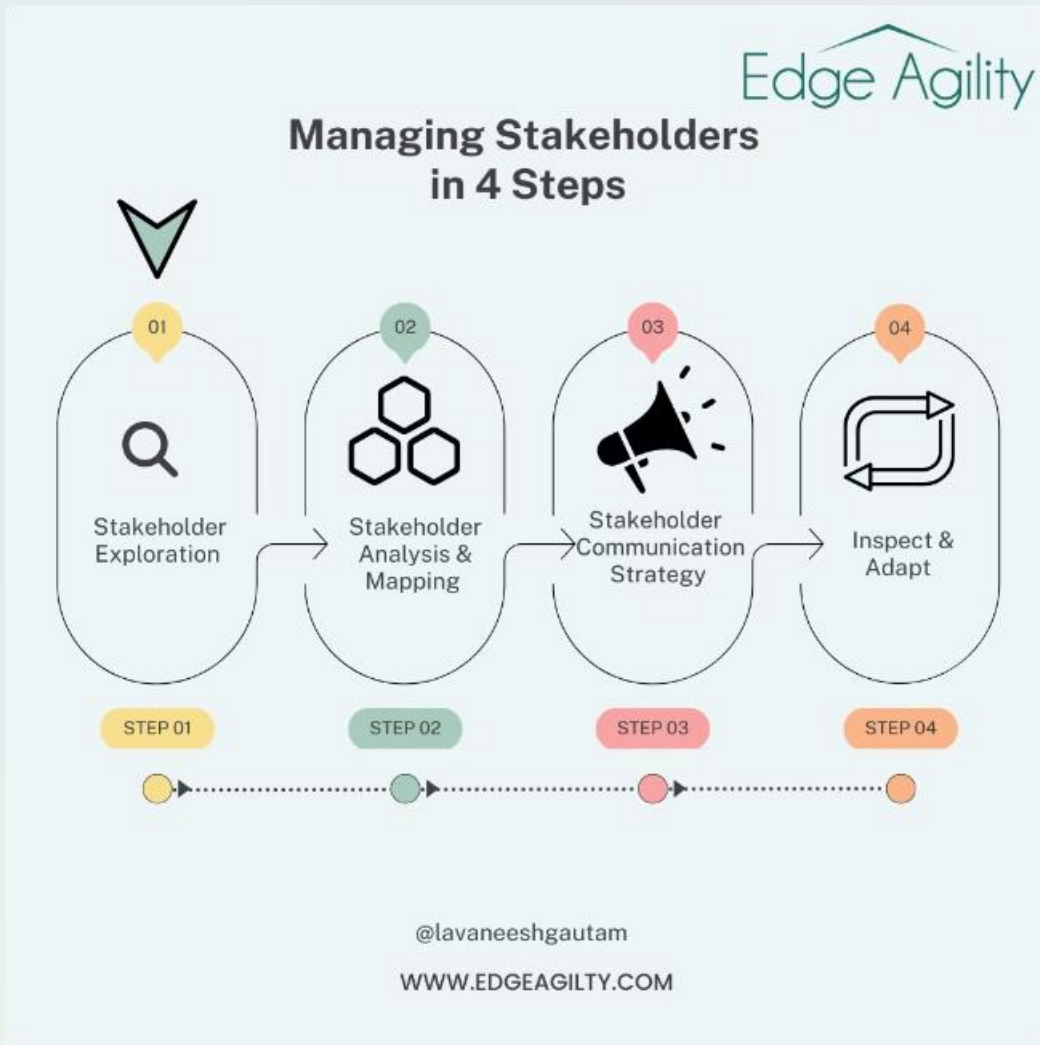 Edge Agility
Managing Stakeholders
in 4 Steps
01
02
03
04
Stakeholder
Exploration
Stakeholder
Analysis &
Mapping
Stakeholder
Communication
Strategy
Inspect &
Adapt
STEP 01
STEP 02
STEP 03
STEP 04
@lavaneeshgautam
WWW.EDGEAGILTY.COM